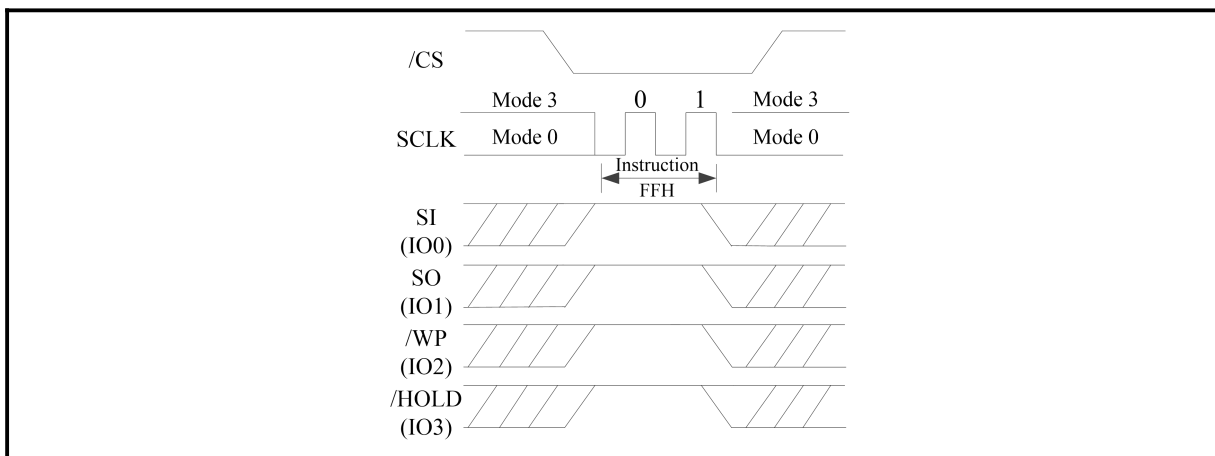 /CS
Mode 3 0 1 Mode 3
SCLK Mode 0 Mode 0
Instruction
FFH
SI
(IO0)
SO
(IO1)
/WP
(IO2)
/HOLD
(IO3)